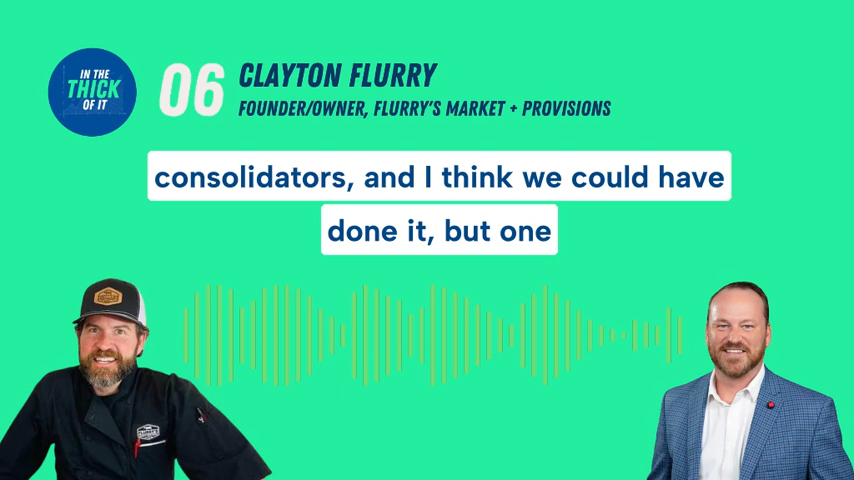 IN THE
THICK
OF IT
06
CLAYTON FLURRY
FOUNDER/OWNER, FLURRY'S MARKET + PROVISIONS
consolidators, and I think we could have
done it, but one